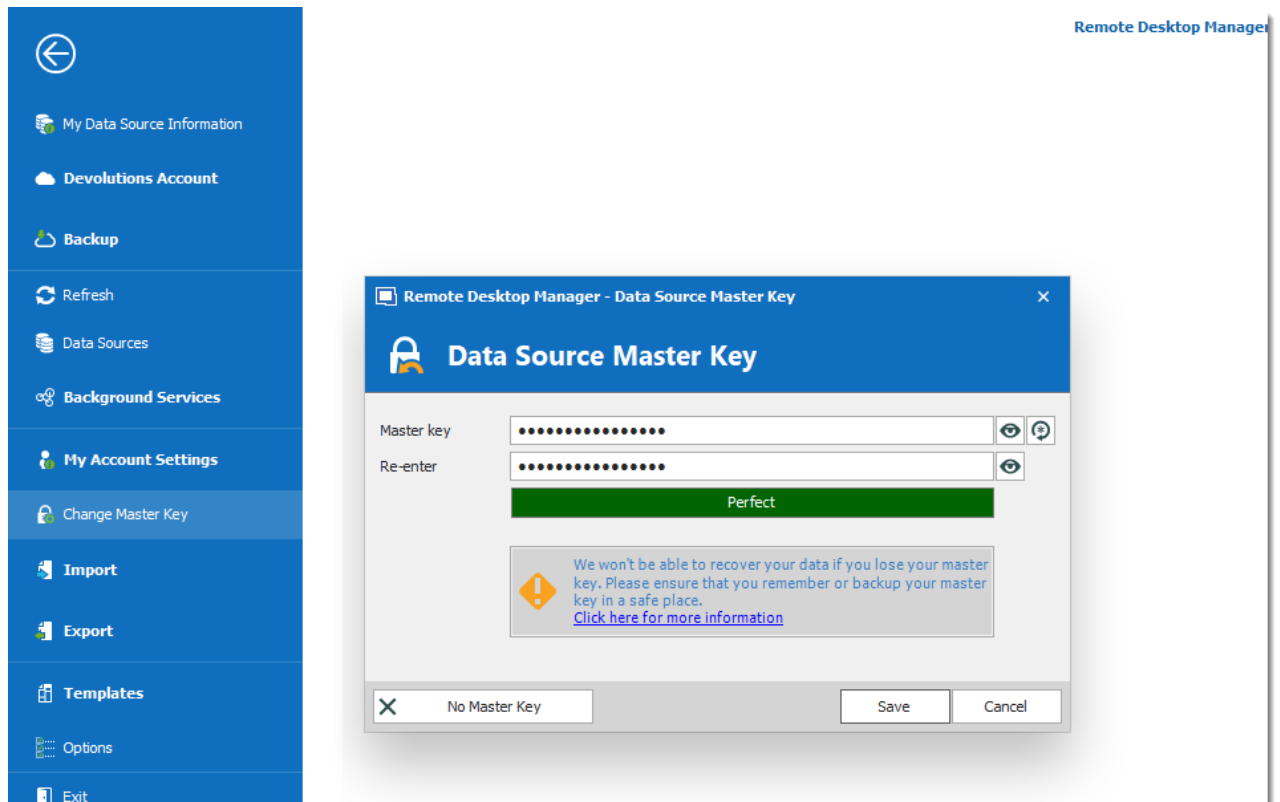 Remote Desktop Manager
My Data Source Information
Devolutions Account
Backup
Refresh
Data Sources
Background Services
My Account Settings
Change Master Key
Import
Export
Templates
Options
Exit
Remote Desktop Manager - Data Source Master Key
Data Source Master Key
Master key ••••••••••••••••
Re-enter ••••••••••••••••
Perfect
We won't be able to recover your data if you lose your master
key. Please ensure that you remember or backup your master
key in a safe place.
Click here for more information
No Master Key
Save
Cancel